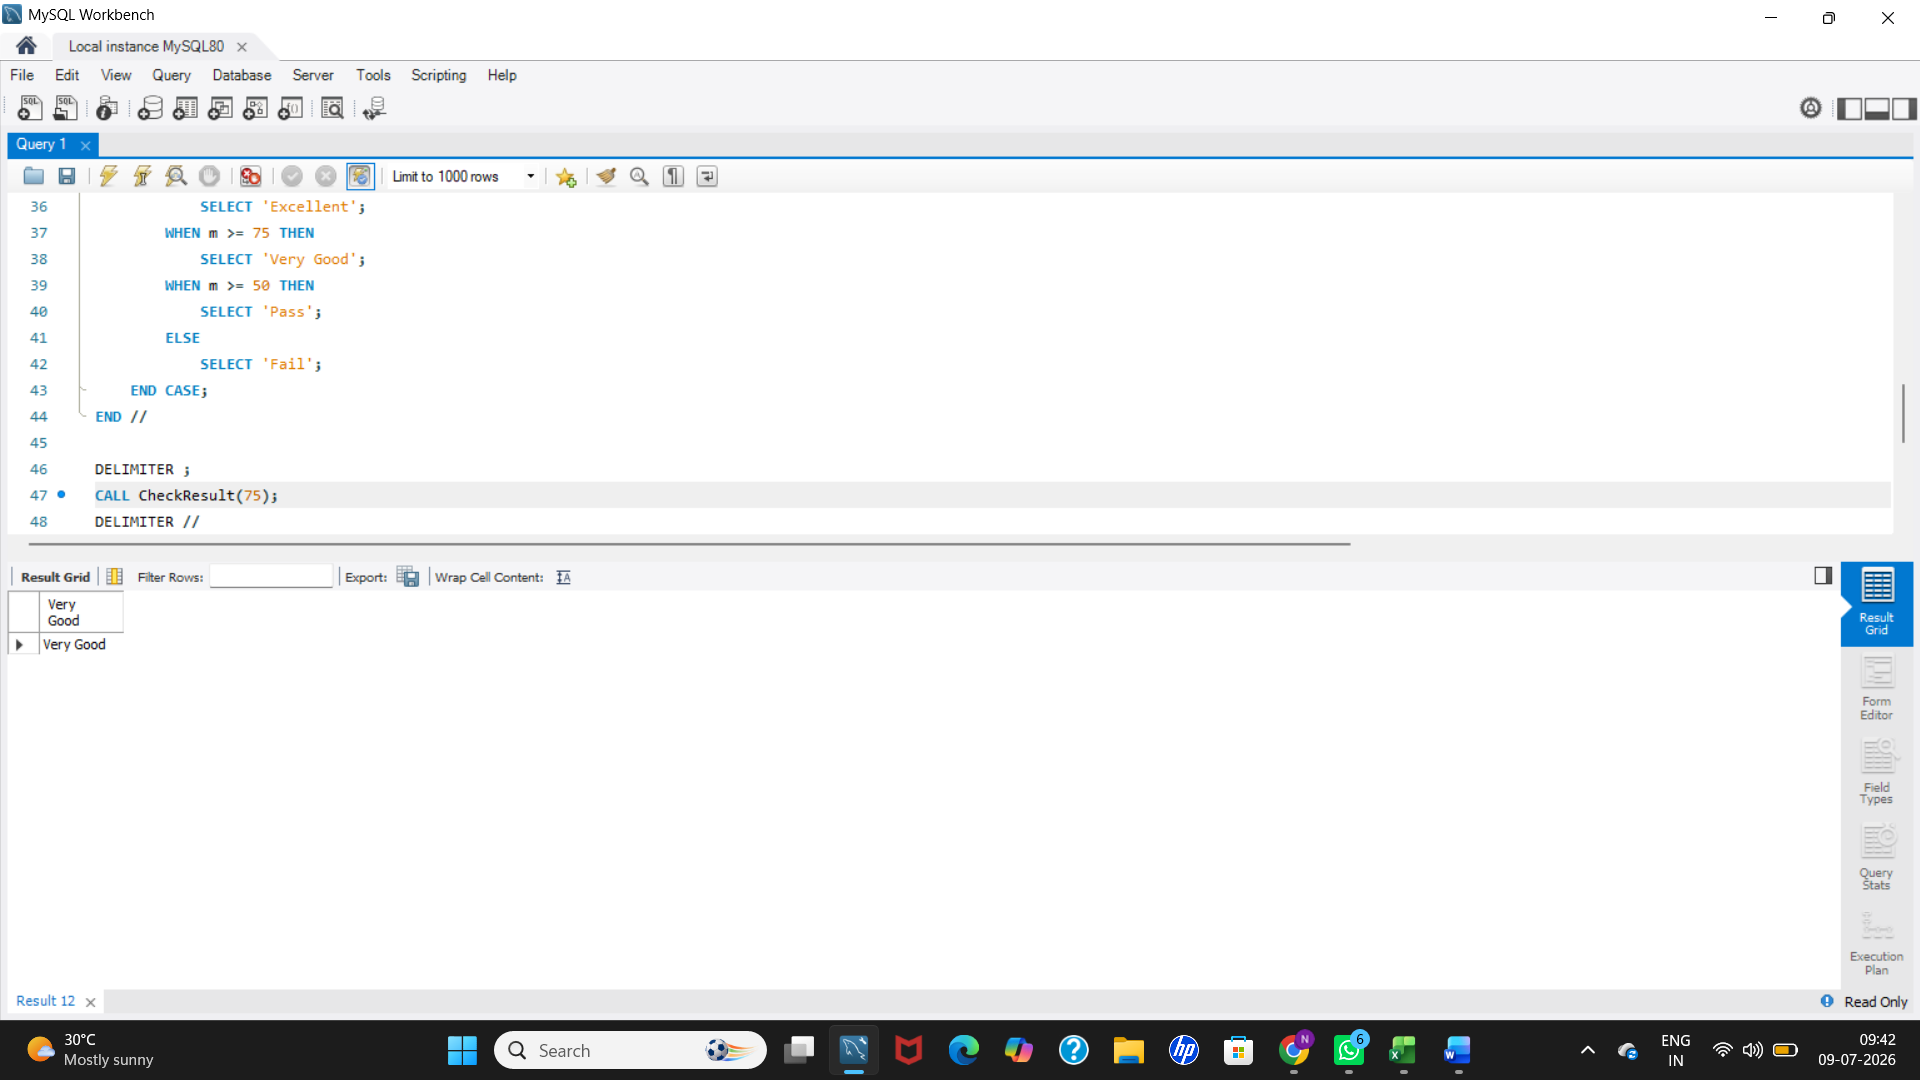 MySQL Workbench
Local instance MySQL80
File Edit View Query Database Server Tools Scripting Help
SQL SQL
Query 1
Limit to 1000 rows
36 SELECT 'Excellent';
37 WHEN m >= 75 THEN
38 SELECT 'Very Good';
39 WHEN m >= 50 THEN
40 SELECT 'Pass';
41 ELSE
42 SELECT 'Fail';
43 END CASE;
44 END //
45
46 DELIMITER ;
47 CALL CheckResult(75);
48 DELIMITER //
Result Grid Filter Rows: Export: Wrap Cell Content:
Very
Good
Very Good
Result
Grid
Form
Editor
Field
Types
Query
Stats
Execution
Plan
Result 12
Read Only
30°C
Mostly sunny
Search
hp
N
6
ENG
IN
09:42
09-07-2026